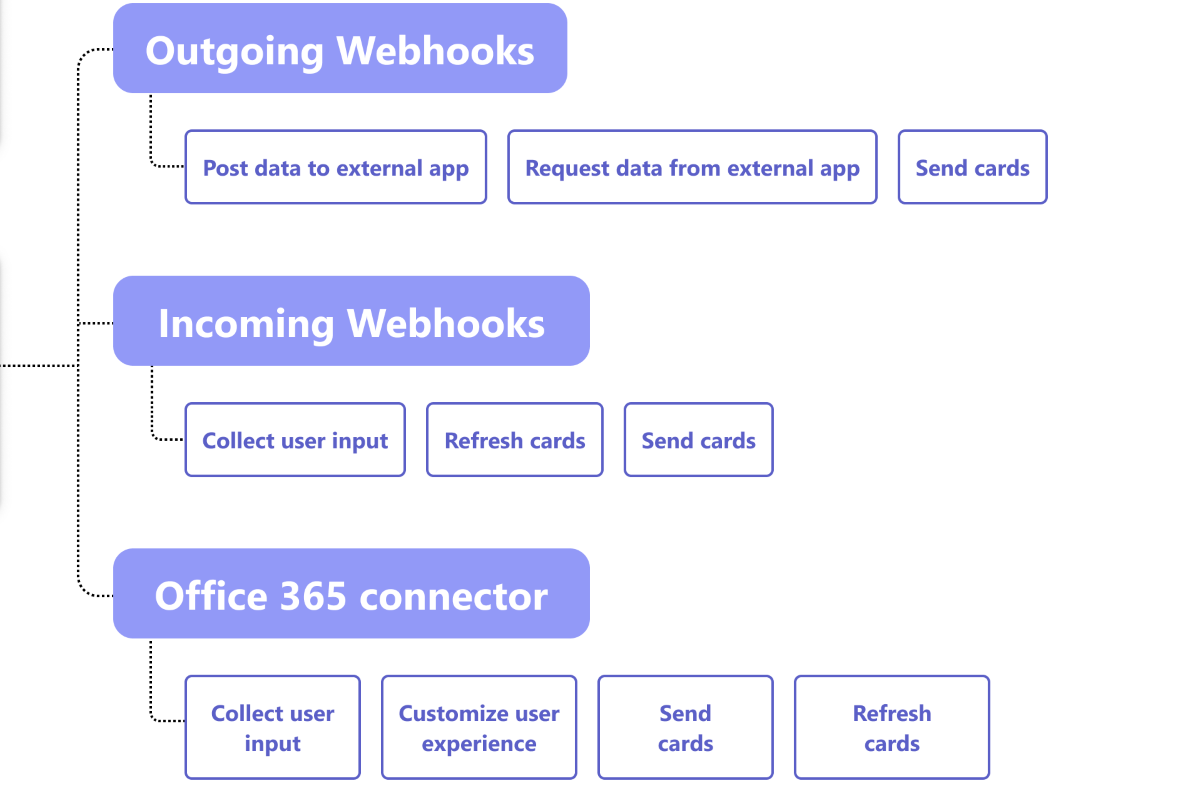 Outgoing Webhooks
Post data to external app
Request data from external app
Send cards
Incoming Webhooks
Collect user input
Refresh cards
Send cards
Office 365 connector
Collect user
input
Customize user
experience
Send
cards
Refresh
cards